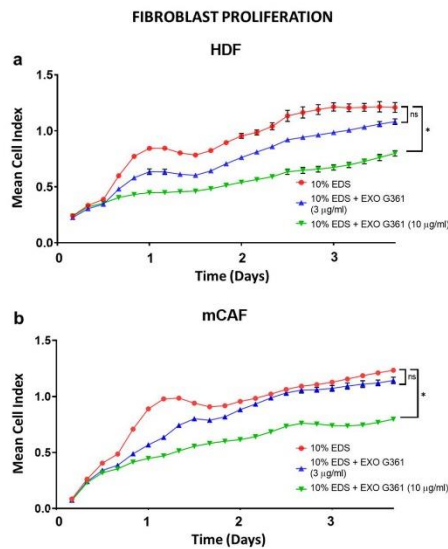 FIBROBLAST PROLIFERATION
a
HDF
Mean Cell Index
1.5
1.0
0.5
0.0
0
1
2
3
Time (Days)
ns
*
10% EDS
10% EDS + EXO G361
(3 µg/ml)
10% EDS + EXO G361 (10 µg/ml)
b
mCAF
Mean Cell Index
1.5
1.0
0.5
0.0
0
1
2
3
Time (Days)
ns
*
10% EDS
10% EDS + EXO G361
(3 µg/ml)
10% EDS + EXO G361 (10 µg/ml)